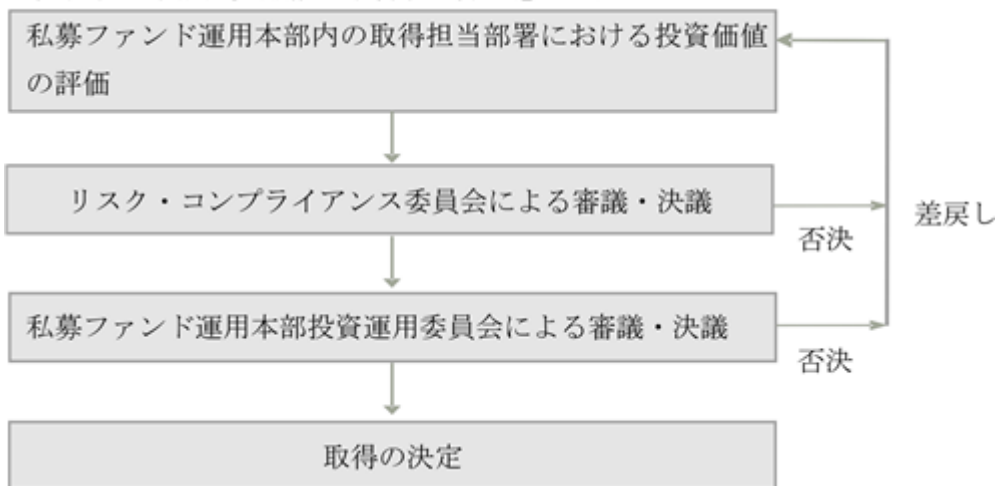 私募ファンド運用本部内の取得担当部署における投資価値
の評価
リスク・コンプライアンス委員会による審議・決議
否決
差戻し
私募ファンド運用本部投資運用委員会による審議・決議
否決
取得の決定